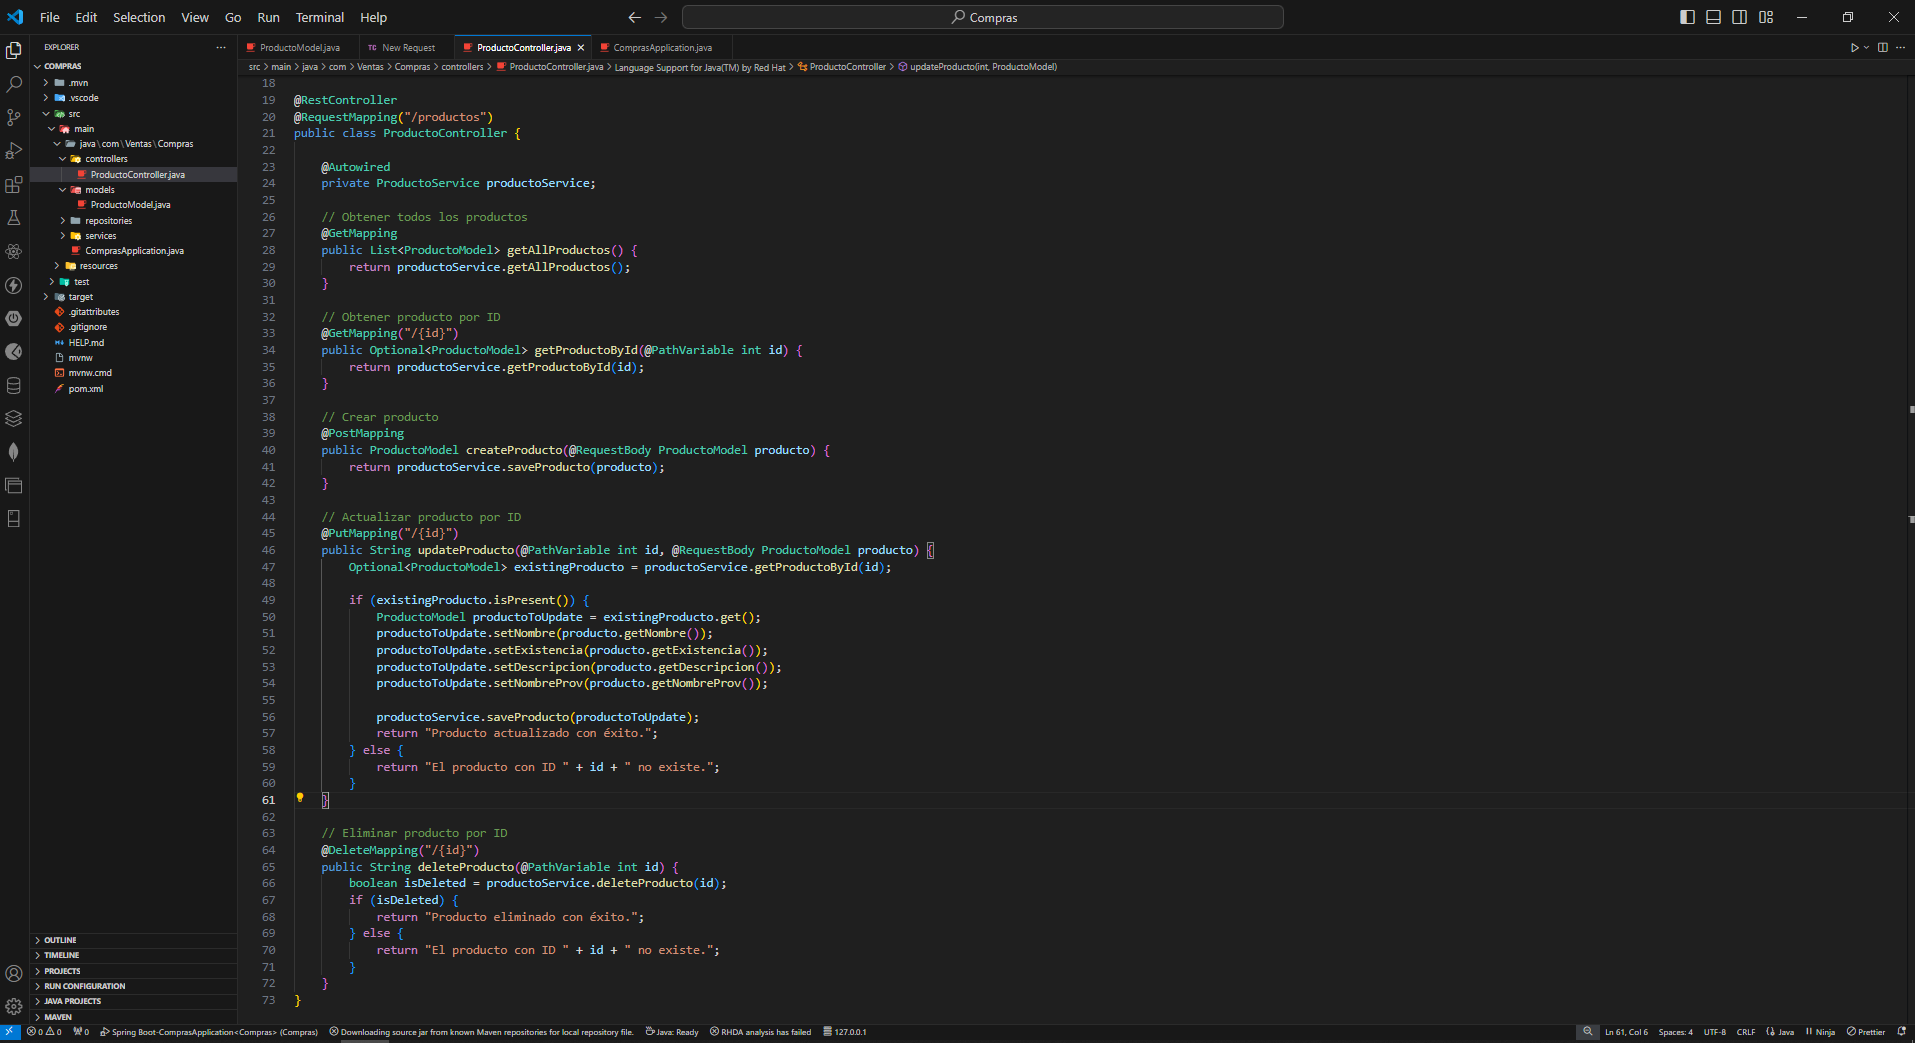 File Edit Selection View Go Run Terminal Help
Compras
EXPLORER
COMPRAS
.mvn
.vscode
src
main
java\com\Ventas\Compras
controllers
ProductoController.java
models
ProductoModel.java
repositories
services
ComprasApplication.java
resources
test
target
.gitattributes
.gitignore
HELP.md
mvnw
mvnw.cmd
pom.xml
OUTLINE
TIMELINE
PROJECTS
RUN CONFIGURATION
JAVA PROJECTS
MAVEN
ProductoModel.java TC New Request ProductoController.java ComprasApplication.java
src > main > java > com > Ventas > Compras > controllers > ProductoController.java > Language Support for Java(TM) by Red Hat > ProductoController > updateProducto(int, ProductoModel)
18
19 @RestController
20 @RequestMapping("/productos")
21 public class ProductoController {
22
23 @Autowired
24 private ProductoService productoService;
25
26 // Obtener todos los productos
27 @GetMapping
28 public List<ProductoModel> getAllProductos() {
29 return productoService.getAllProductos();
30 }
31
32 // Obtener producto por ID
33 @GetMapping("/{id}")
34 public Optional<ProductoModel> getProductoById(@PathVariable int id) {
35 return productoService.getProductoById(id);
36 }
37
38 // Crear producto
39 @PostMapping
40 public ProductoModel createProducto(@RequestBody ProductoModel producto) {
41 return productoService.saveProducto(producto);
42 }
43
44 // Actualizar producto por ID
45 @PutMapping("/{id}")
46 public String updateProducto(@PathVariable int id, @RequestBody ProductoModel producto) {
47 Optional<ProductoModel> existingProducto = productoService.getProductoById(id);
48
49 if (existingProducto.isPresent()) {
50 ProductoModel productoToUpdate = existingProducto.get();
51 productoToUpdate.setNombre(producto.getNombre());
52 productoToUpdate.setExistencia(producto.getExistencia());
53 productoToUpdate.setDescripcion(producto.getDescripcion());
54 productoToUpdate.setNombreProv(producto.getNombreProv());
55
56 productoService.saveProducto(productoToUpdate);
57 return "Producto actualizado con éxito.";
58 } else {
59 return "El producto con ID " + id + " no existe.";
60 }
61 }
62
63 // Eliminar producto por ID
64 @DeleteMapping("/{id}")
65 public String deleteProducto(@PathVariable int id) {
66 boolean isDeleted = productoService.deleteProducto(id);
67 if (isDeleted) {
68 return "Producto eliminado con éxito.";
69 } else {
70 return "El producto con ID " + id + " no existe.";
71 }
72 }
73 }
0 0 0 Spring Boot-ComprasApplication<Compras> (Compras) Downloading source jar from known Maven repositories for local repository file. Java: Ready RHDA analysis has failed 127.0.0.1 Ln 61, Col 6 Spaces: 4 UTF-8 CRLF Java Ninja Prettier